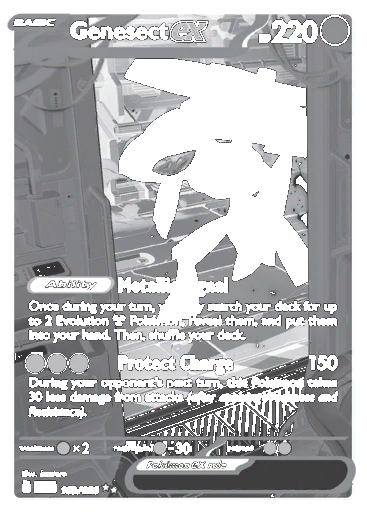 BASIC Genesect ex 220
Ability Metallic Signal
Once during your turn, you may search your deck for up
to 2 Evolution Pokémon, reveal them, and put them
into your hand. Then, shuffle your deck.
Protect Charge 150
During your opponent's next turn, this Pokémon takes
30 less damage from attacks (after applying Weakness and
Resistance).
×2 -30
Pokémon ex rule